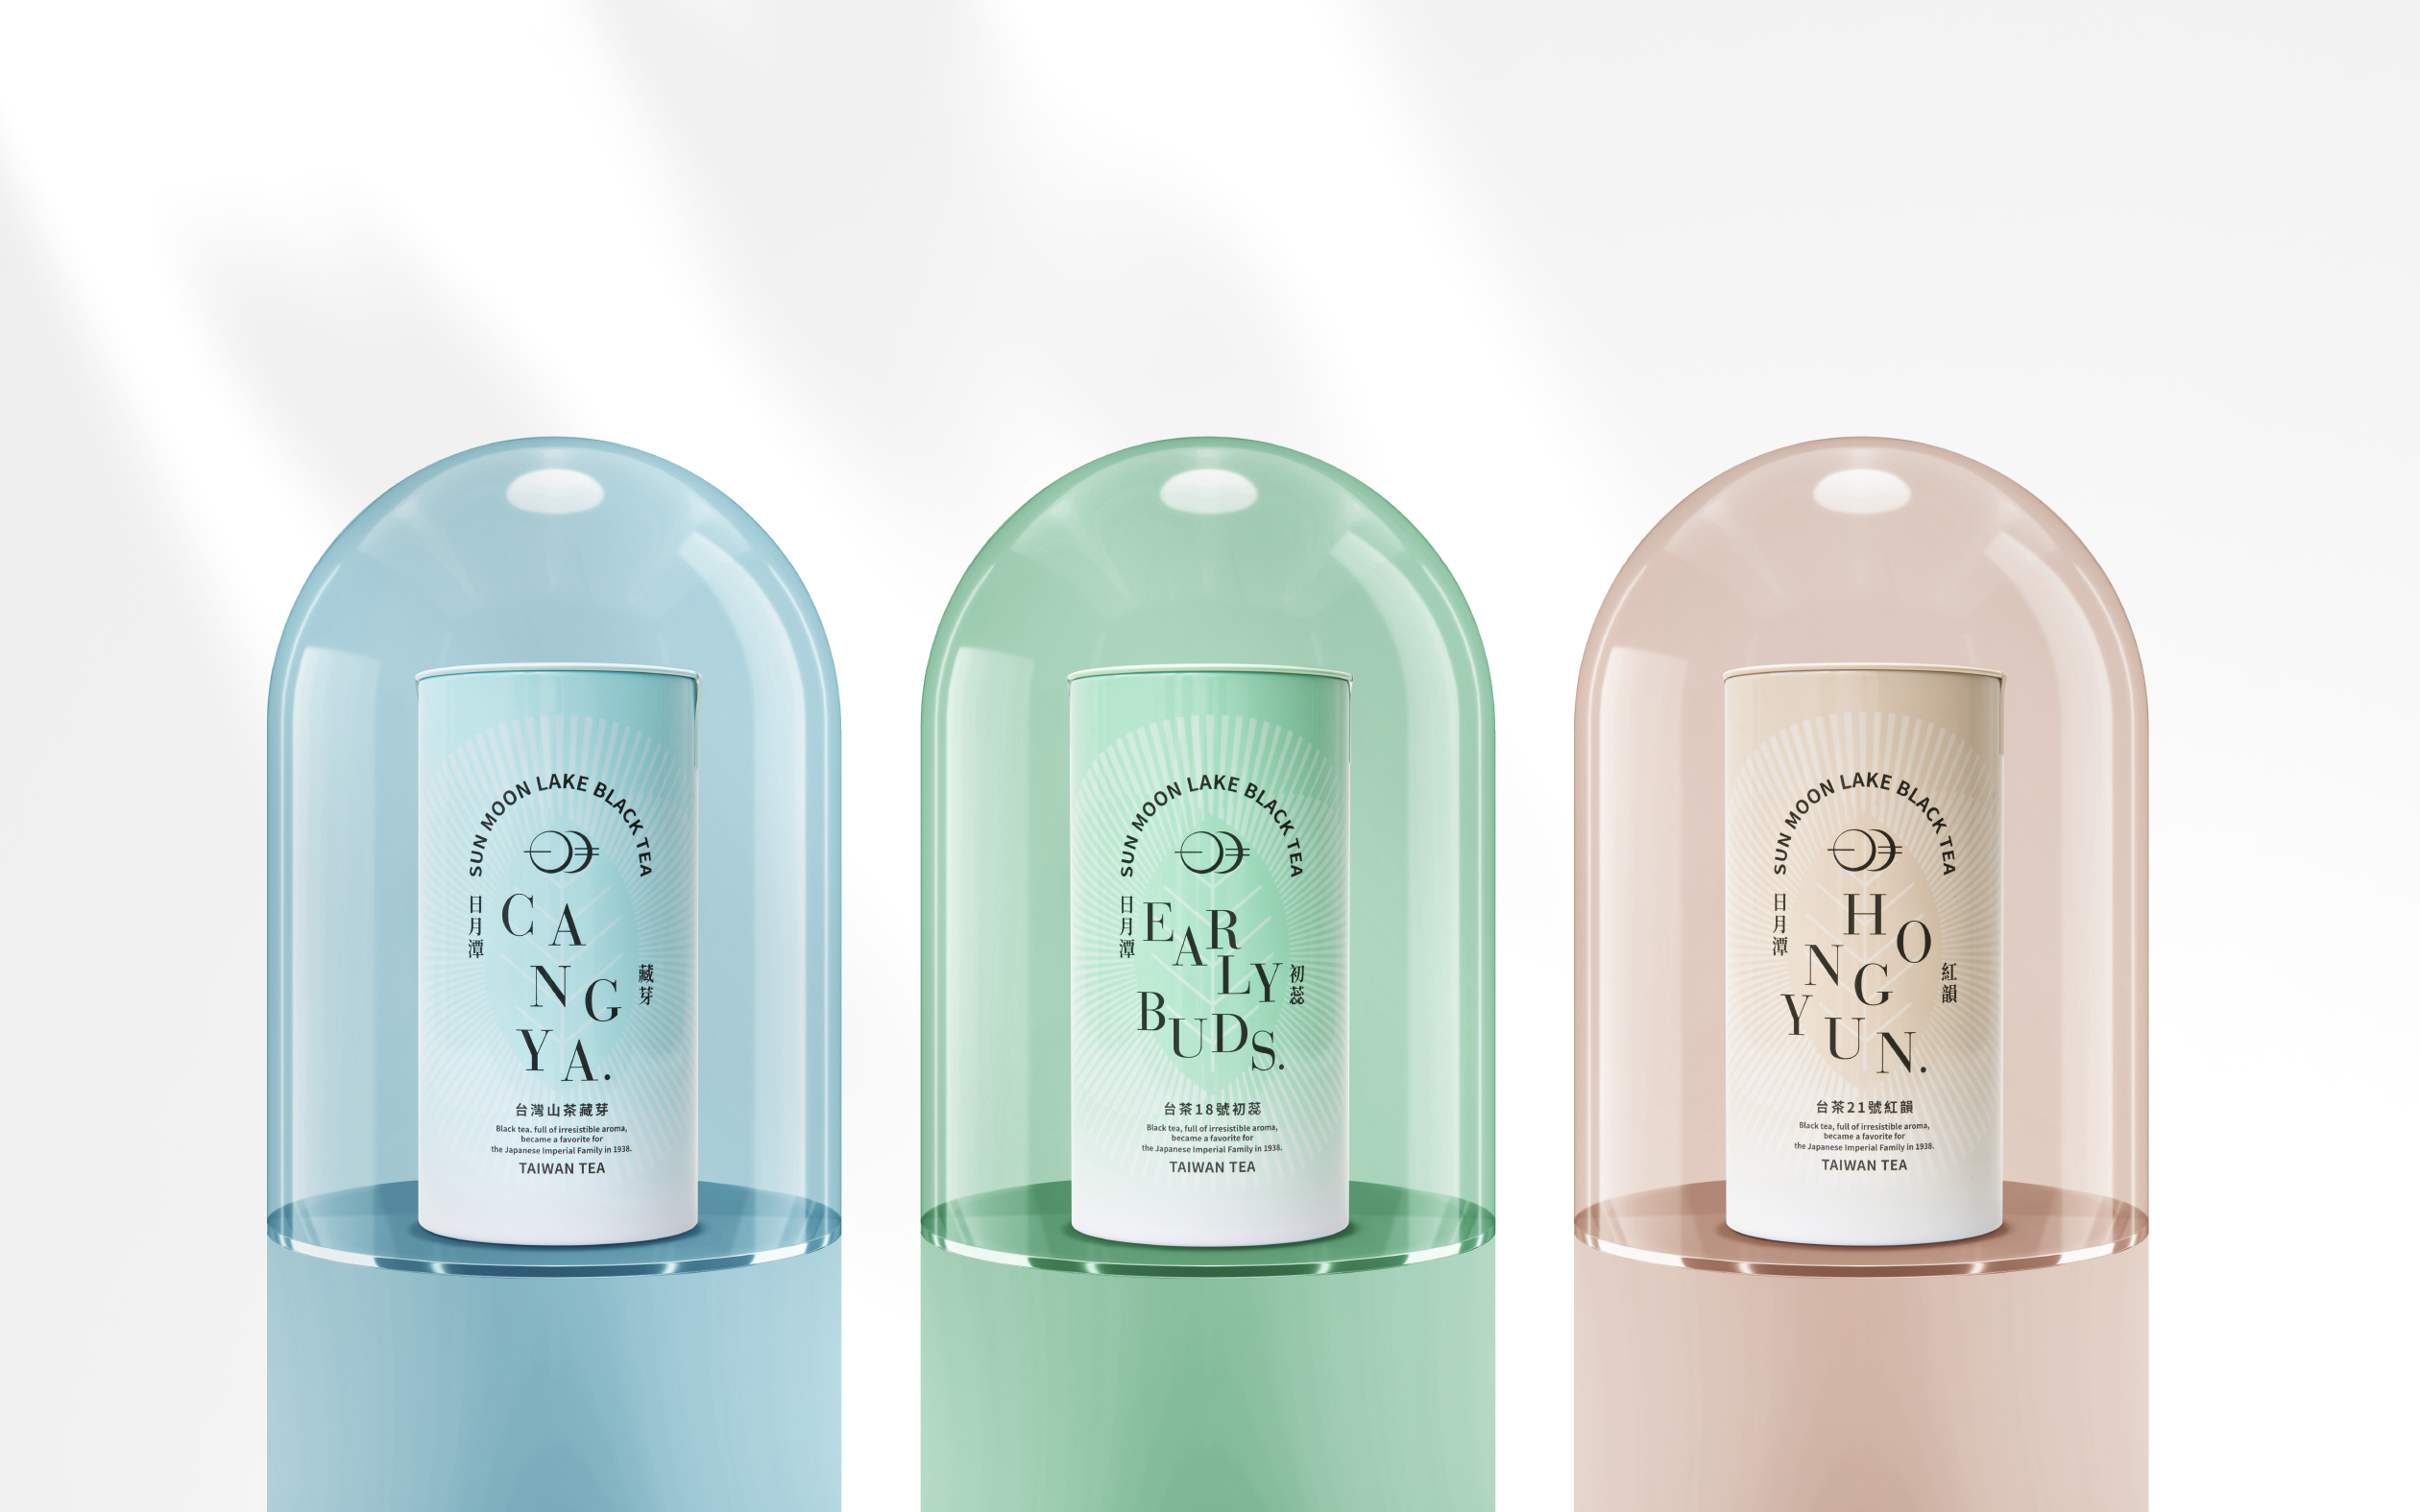 SUN MOON LAKE BLACK TEA
日月潭
CANG
YA.
藏芽
台灣山茶藏芽
Black tea, full of irresistible aroma,
became a favorite for
the Japanese Imperial Family in 1938.
TAIWAN TEA
SUN MOON LAKE BLACK TEA
日月潭
EARLY
BUDS.
初蕊
台茶18號初蕊
Black tea, full of irresistible aroma,
became a favorite for
the Japanese Imperial Family in 1938.
TAIWAN TEA
SUN MOON LAKE BLACK TEA
日月潭
HONG
YUN.
紅韻
台茶21號紅韻
Black tea, full of irresistible aroma,
became a favorite for
the Japanese Imperial Family in 1938.
TAIWAN TEA